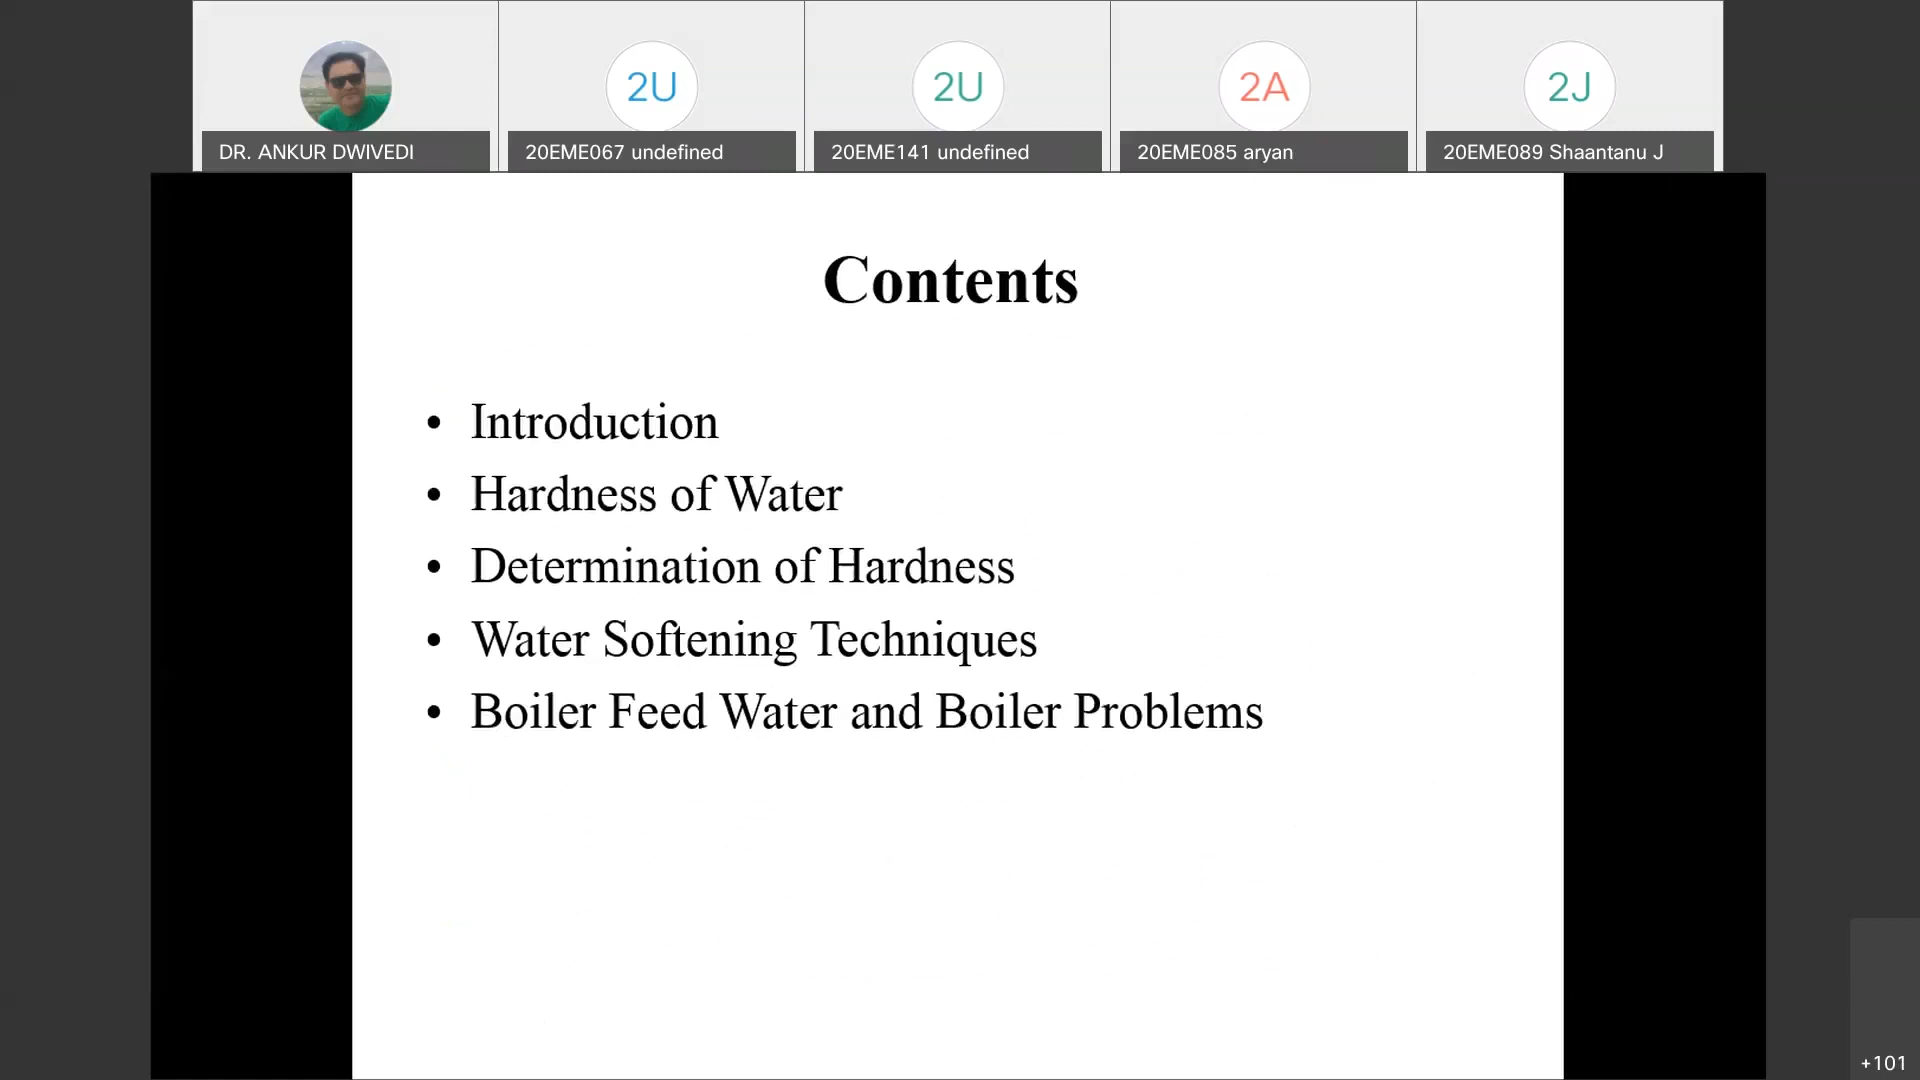 2U
2U
2A
2J
DR. ANKUR DWIVEDI
20EME067 undefined
20EME141 undefined
20EME085 aryan
20EME089 Shaantanu J
Contents
• Introduction
• Hardness of Water
• Determination of Hardness
• Water Softening Techniques
• Boiler Feed Water and Boiler Problems
+101